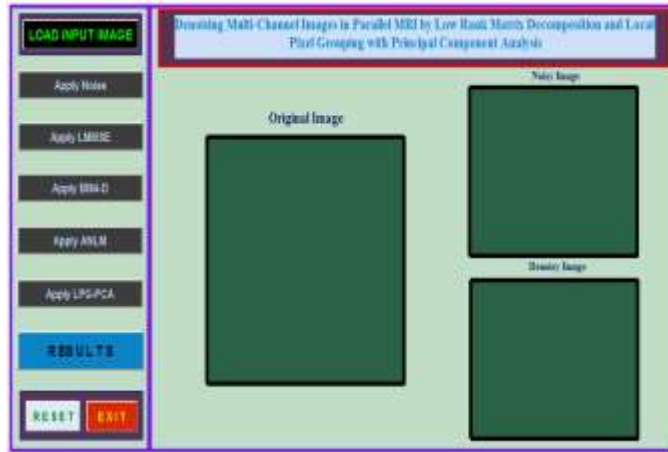 LOAD INPUT IMAGE
Denoising Multi-Channel Images in Parallel MRI by Low Rank Matrix Decomposition and Local
Pixel Grouping with Principal Component Analysis
Apply Noise
Noisy Image
Original Image
Apply LMMSE
Apply BM4-D
Apply ANLM
Denoisy Image
Apply LPG-PCA
RESULTS
RESET EXIT